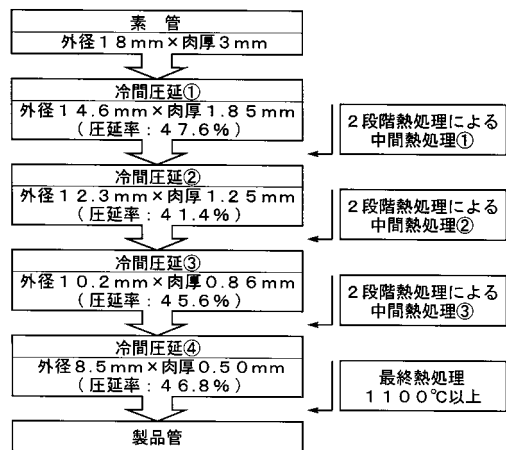 素　管
外径１８ｍｍ×肉厚３ｍｍ
冷間圧延①
外径１４.６ｍｍ×肉厚１.８５ｍｍ
（圧延率：４７.６％）
２段階熱処理による
中間熱処理①
冷間圧延②
外径１２.３ｍｍ×肉厚１.２５ｍｍ
（圧延率：４１.４％）
２段階熱処理による
中間熱処理②
冷間圧延③
外径１０.２ｍｍ×肉厚０.８６ｍｍ
（圧延率：４５.６％）
２段階熱処理による
中間熱処理③
冷間圧延④
外径８.５ｍｍ×肉厚０.５０ｍｍ
（圧延率：４６.８％）
最終熱処理
１１００℃以上
製品管